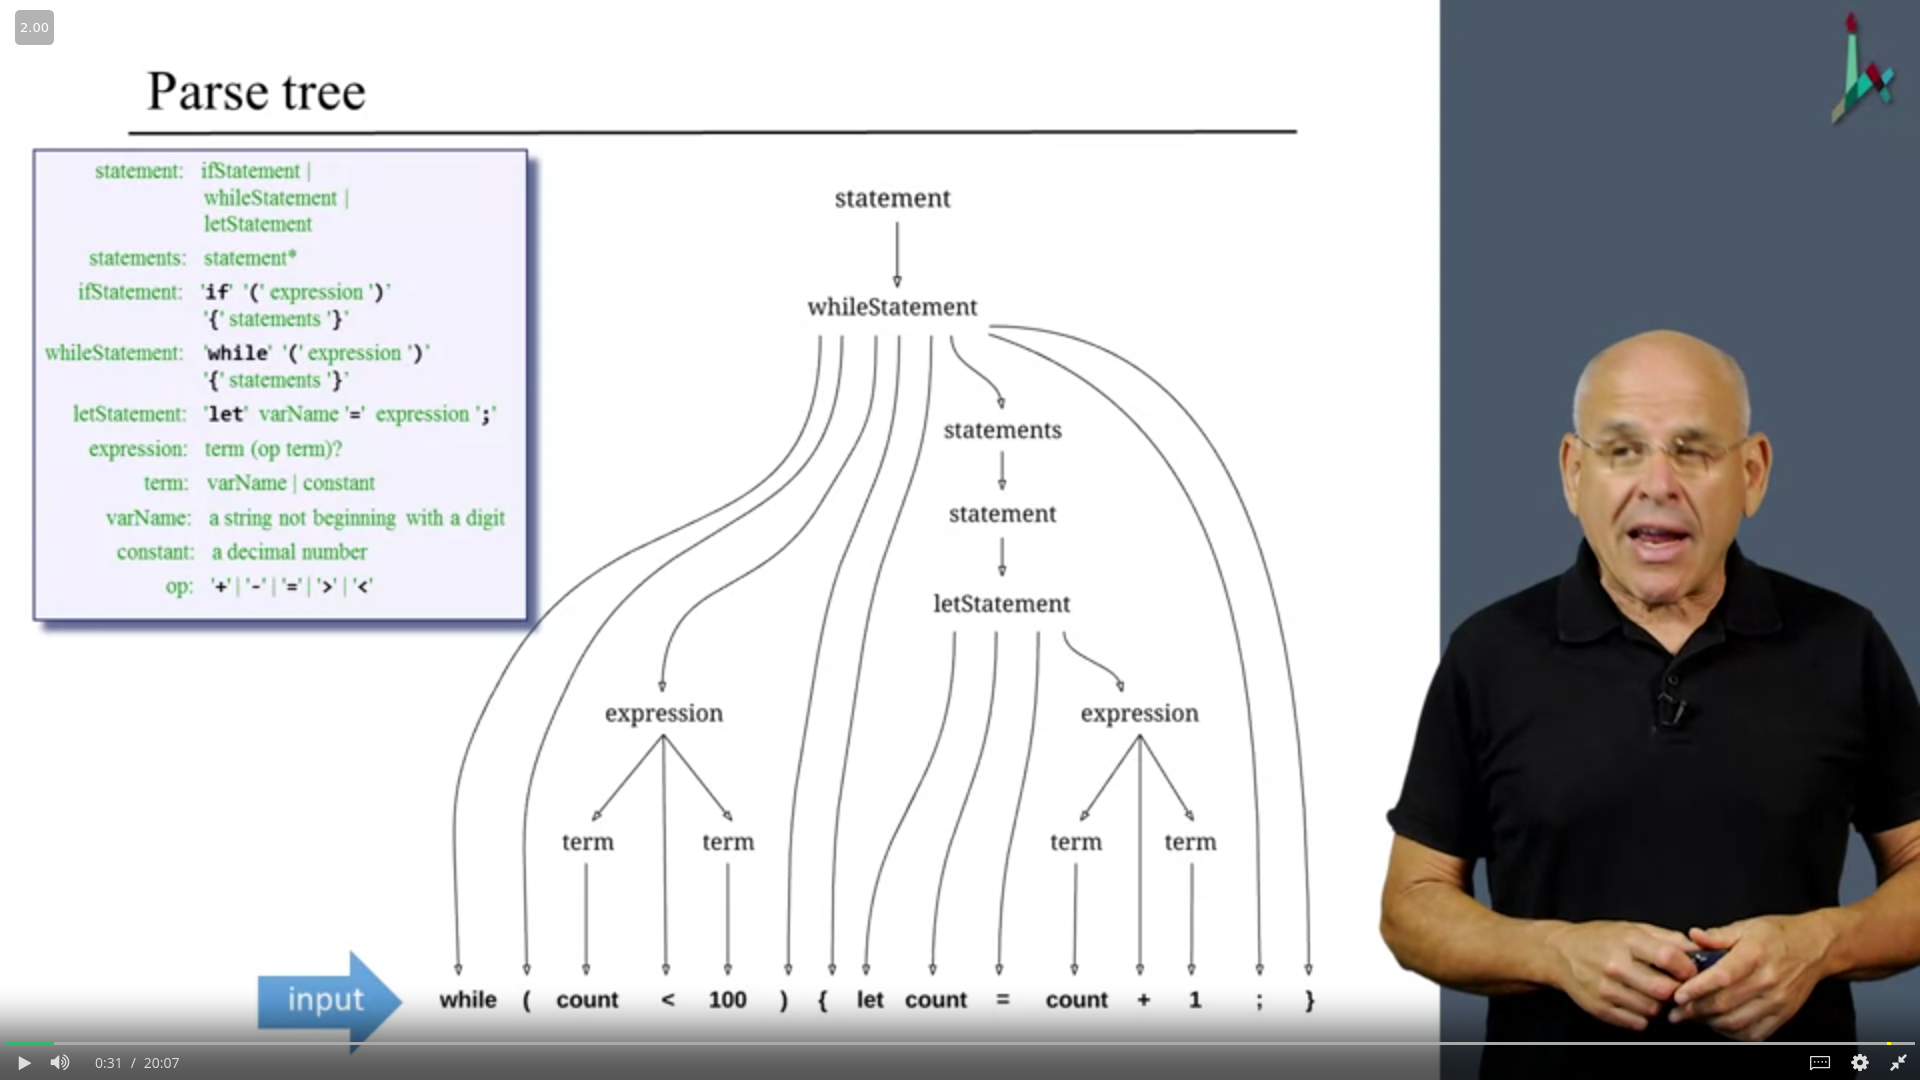 2.00
Parse tree
statement: ifStatement |
whileStatement |
letStatement
statements: statement*
ifStatement: 'if' '(' expression ')'
'{' statements '}'
whileStatement: 'while' '(' expression ')'
'{' statements '}'
letStatement: 'let' varName '=' expression ';'
expression: term (op term)?
term: varName | constant
varName: a string not beginning with a digit
constant: a decimal number
op: '+' | '-' | '=' | '>' | '<'
statement
whileStatement
statements
statement
letStatement
expression expression
term term term term
input
while ( count < 100 ) { let count = count + 1 ; }
0:31 / 20:07